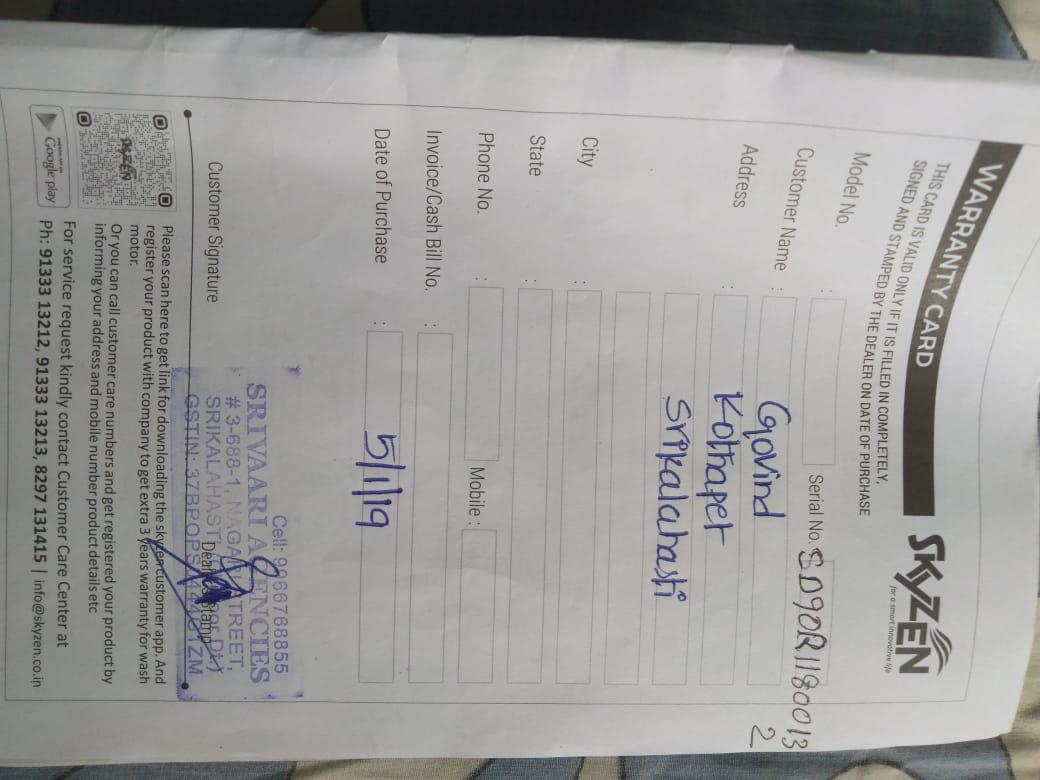 WARRANTY CARD
THIS CARD IS VALID ONLY IF IT IS FILLED IN COMPLETELY,
SIGNED AND STAMPED BY THE DEALER ON DATE OF PURCHASE
SKYZEN
for a smart innovative life
Model No. :
Serial No. SD90R1180013
2
Customer Name : Govind
Address : Kothapet
Srikalahasti
City :
State :
Phone No. : Mobile :
Invoice/Cash Bill No. :
Date of Purchase : 5/1/19
Cell: 9966768855
SRIVAARI AGENCIES
# 3-688-1, NAGARI STREET,
SRIKALAHASTI
GSTIN: 37BPOPS
Customer Signature
Dealer Stamp
Please scan here to get link for downloading the skyzen customer app. And
register your product with company to get extra 3 years warranty for wash
motor.
Or you can call customer care numbers and get registered your product by
informing your address and mobile number product details etc
For service request kindly contact Customer Care Center at
Ph: 91333 13212, 91333 13213, 8297 131415 | info@skyzen.co.in
SKYZEN
Google play